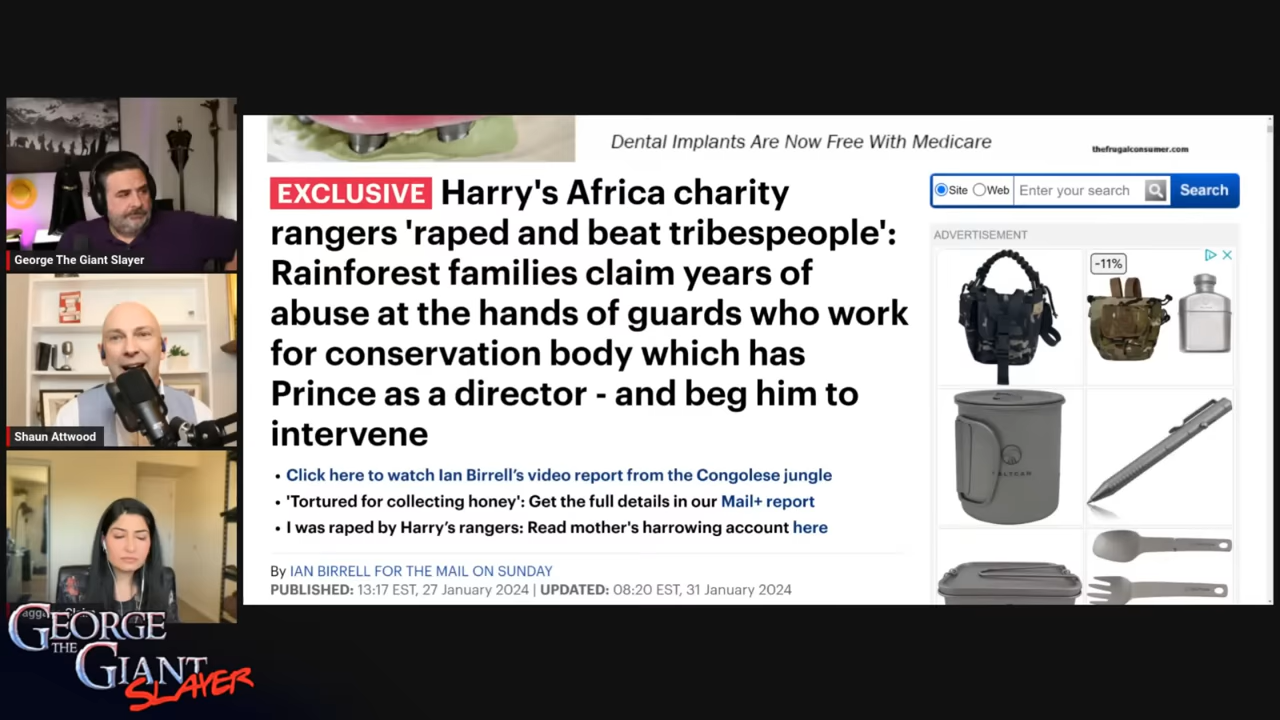 Dental Implants Are Now Free With Medicare
thefrugalconsumer.com
EXCLUSIVE Harry's Africa charity
rangers 'raped and beat tribespeople':
Rainforest families claim years of
abuse at the hands of guards who work
for conservation body which has
Prince as a director - and beg him to
intervene
• Click here to watch Ian Birrell's video report from the Congolese jungle
• 'Tortured for collecting honey': Get the full details in our Mail+ report
• I was raped by Harry's rangers: Read mother's harrowing account here
By IAN BIRRELL FOR THE MAIL ON SUNDAY
PUBLISHED: 13:17 EST, 27 January 2024 | UPDATED: 08:20 EST, 31 January 2024
Site Web Enter your search Search
ADVERTISEMENT
-11%
George The Giant Slayer
Shaun Attwood
GEORGE
THE
GIANT
SLAYER